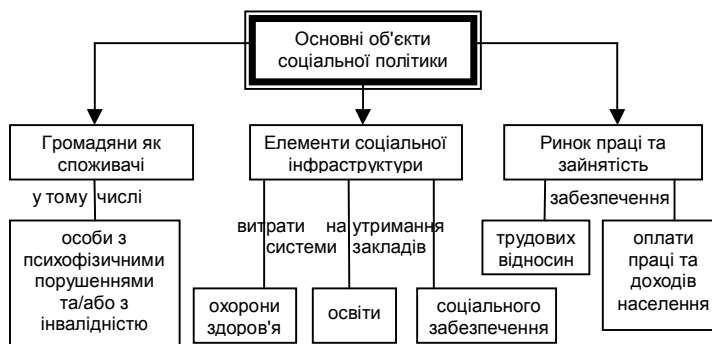 Основні об'єкти
соціальної політики
Громадяни як
споживачі
Елементи соціальної
інфраструктури
Ринок праці та
зайнятість
у тому числі
витрати на утримання
системи закладів
забезпечення
особи з
психофізичними
порушеннями
та/або з
інвалідністю
охорони
здоров'я
освіти
соціального
забезпечення
трудових
відносин
оплати
праці та
доходів
населення